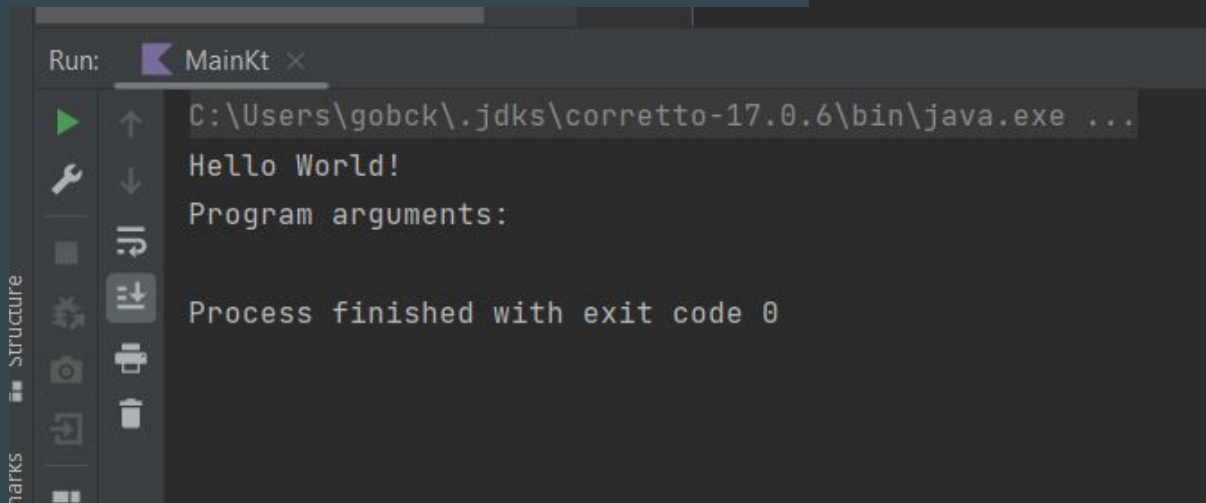 Run: MainKt
C:\Users\gobck\.jdks\corretto-17.0.6\bin\java.exe ...
Hello World!
Program arguments:
Process finished with exit code 0
Structure